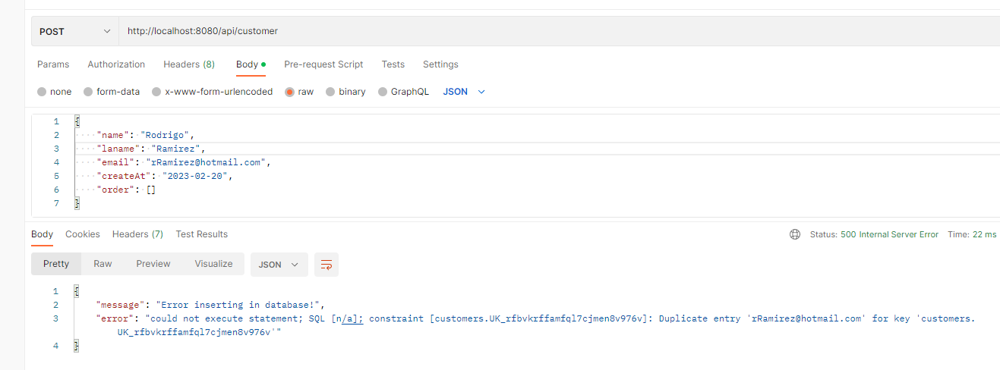 POST http://localhost:8080/api/customer
Params Authorization Headers (8) Body Pre-request Script Tests Settings
none form-data x-www-form-urlencoded raw binary GraphQL JSON
1 {
2 "name": "Rodrigo",
3 "laname": "Ramirez",
4 "email": "rRamirez@hotmail.com",
5 "createAt": "2023-02-20",
6 "order": []
7 }
Body Cookies Headers (7) Test Results Status: 500 Internal Server Error Time: 22 ms
Pretty Raw Preview Visualize JSON
1 {
2 "message": "Error inserting in database!",
3 "error": "could not execute statement; SQL [n/a]; constraint [customers.UK_rfbvkrffamfql7cjmen8v976v]: Duplicate entry 'rRamirez@hotmail.com' for key 'customers.
UK_rfbvkrffamfql7cjmen8v976v'"
4 }